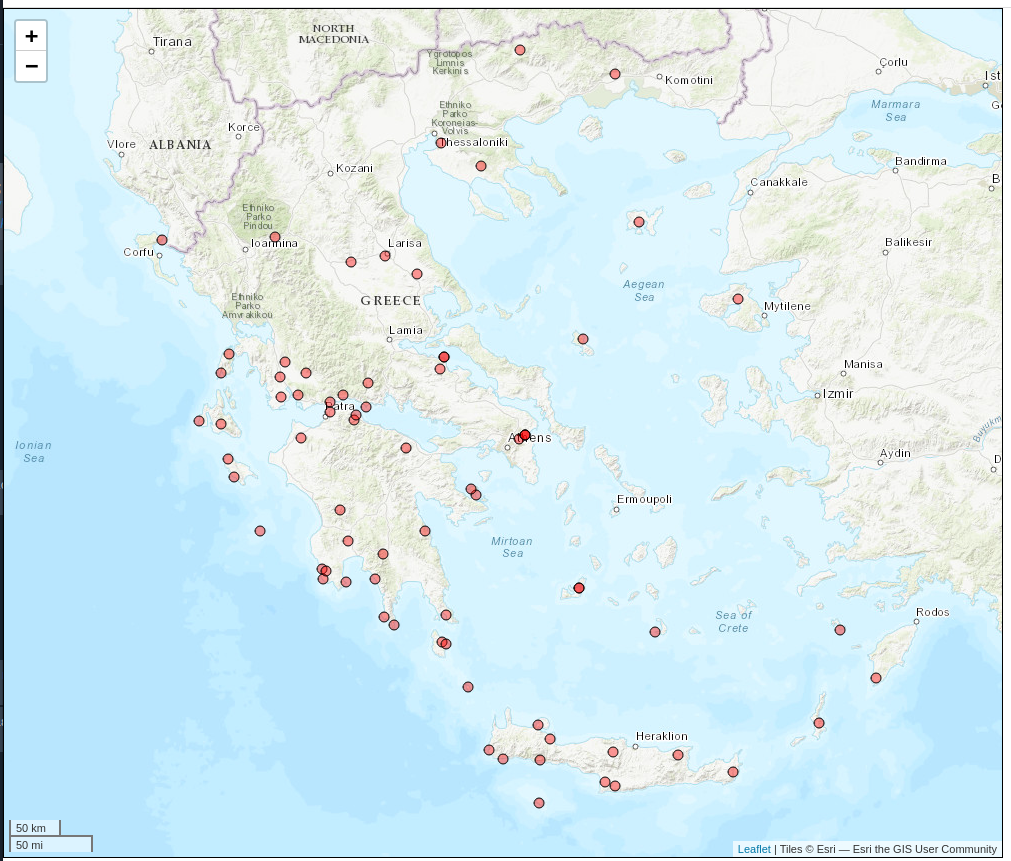 +
−
Tirana
NORTH
MACEDONIA
Ygrotopos
Limnis
Kerkinis
Komotini
Çorlu
Ist
Marmara
Sea
Ethniko
Parko
Koroneias-
Volvis
Korce
Vlore
ALBANIA
Thessaloniki
Kozani
Bandirma
Canakkale
B
Ethniko
Parko
Pindou
Ioannina
Larisa
Corfu
Balikesir
Aegean
Sea
GREECE
Ethniko
Parko
Amvrakikou
Mytilene
Lamia
Manisa
Izmir
Patra
Athens
Ionian
Sea
Aydin
D
Ermoupoli
Mirtoan
Sea
Sea of
Crete
Rodos
Heraklion
50 km
50 mi
Leaflet | Tiles © Esri — Esri the GIS User Community